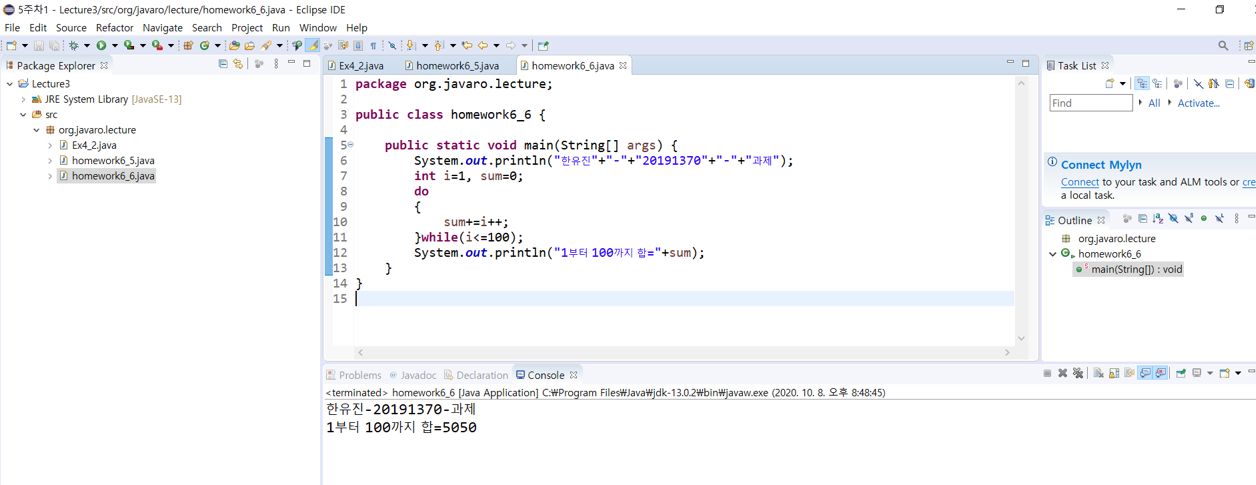 5주차1 - Lecture3/src/org/javaro/lecture/homework6_6.java - Eclipse IDE
File Edit Source Refactor Navigate Search Project Run Window Help
Package Explorer
Lecture3
JRE System Library [JavaSE-13]
src
org.javaro.lecture
Ex4_2.java
homework6_5.java
homework6_6.java
Ex4_2.java homework6_5.java homework6_6.java
1 package org.javaro.lecture;
2
3 public class homework6_6 {
4
5 public static void main(String[] args) {
6 System.out.println("한유진"+"-"+"20191370"+"-"+"과제");
7 int i=1, sum=0;
8 do
9 {
10 sum+=i++;
11 }while(i<=100);
12 System.out.println("1부터 100까지 합="+sum);
13 }
14 }
15
Task List
Find All Activate...
Connect Mylyn
Connect to your task and ALM tools or cre
a local task.
Outline
org.javaro.lecture
homework6_6
main(String[]) : void
Problems Javadoc Declaration Console
<terminated> homework6_6 [Java Application] C:₩Program Files₩Java₩jdk-13.0.2₩bin₩javaw.exe (2020. 10. 8. 오후 8:48:45)
한유진-20191370-과제
1부터 100까지 합=5050